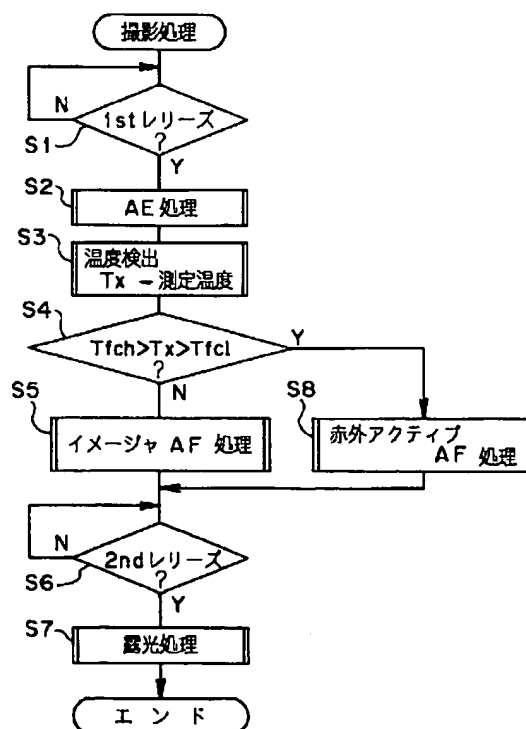 撮影処理
N
1stレリーズ
?
S1
Y
S2
AE 処理
S3
温度検出
Tx － 測定温度
S4
Tfch>Tx>Tfcl
?
Y
N
S5
イメージャ AF 処理
S8
赤外アクティブ
AF 処理
N
2ndレリーズ
?
S6
Y
S7
露光処理
エンド